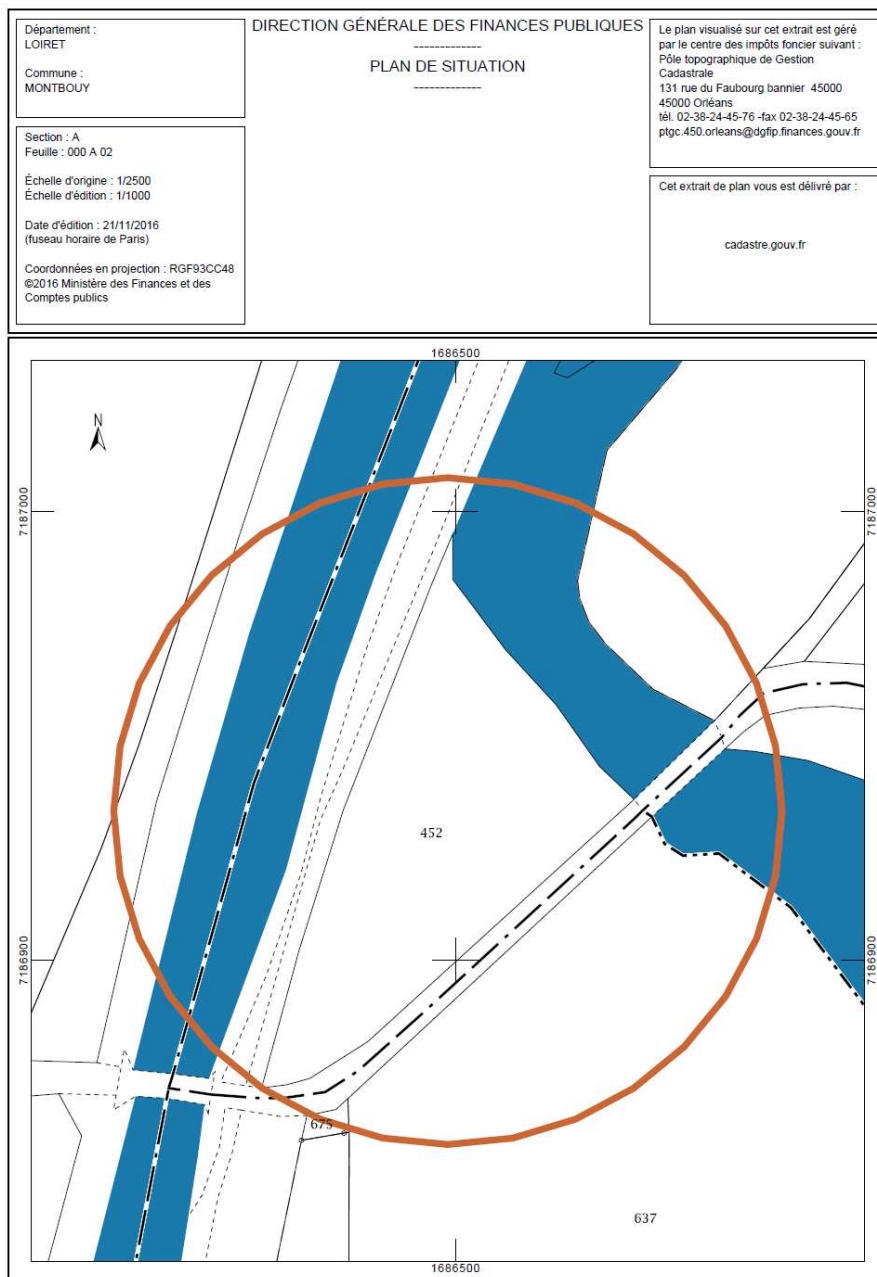 Département :
LOIRET
Commune :
MONTBOUY
Section : A
Feuille : 000 A 02
Échelle d'origine : 1/2500
Échelle d'édition : 1/1000
Date d'édition : 21/11/2016
(fuseau horaire de Paris)
Coordonnées en projection : RGF93CC48
©2016 Ministère des Finances et des
Comptes publics
DIRECTION GÉNÉRALE DES FINANCES PUBLIQUES
-------------
PLAN DE SITUATION
-------------
Le plan visualisé sur cet extrait est géré
par le centre des impôts foncier suivant :
Pôle topographique de Gestion
Cadastrale
131 rue du Faubourg bannier 45000
45000 Orléans
tél. 02-38-24-45-76 -fax 02-38-24-45-65
ptgc.450.orleans@dgfip.finances.gouv.fr
Cet extrait de plan vous est délivré par :
cadastre.gouv.fr
1686500
N
7187000
7187000
452
7186900
7186900
675
637
1686500